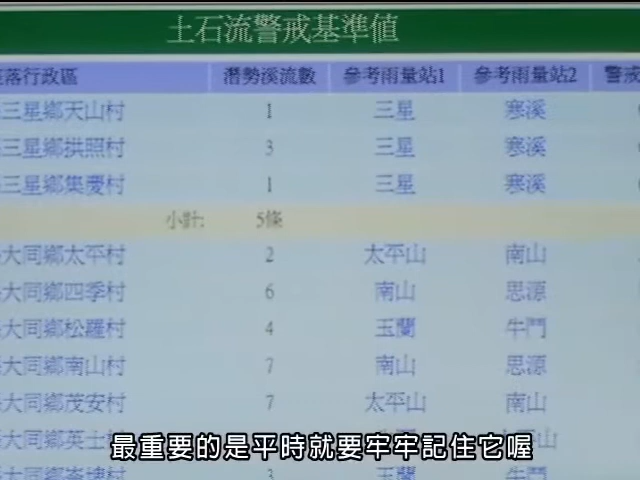 土石流警戒基準值
落行政區 潛勢溪流數 參考雨量站1 參考雨量站2 警戒
三星鄉天山村 1 三星 寒溪
三星鄉拱照村 3 三星 寒溪
三星鄉集慶村 1 三星 寒溪
小計: 5條
大同鄉太平村 2 太平山 南山
大同鄉四季村 6 南山 思源
大同鄉松羅村 4 玉蘭 牛鬥
大同鄉南山村 7 南山 思源
大同鄉茂安村 7 太平山 南山
大同鄉英士村
最重要的是平時就要牢牢記住它喔